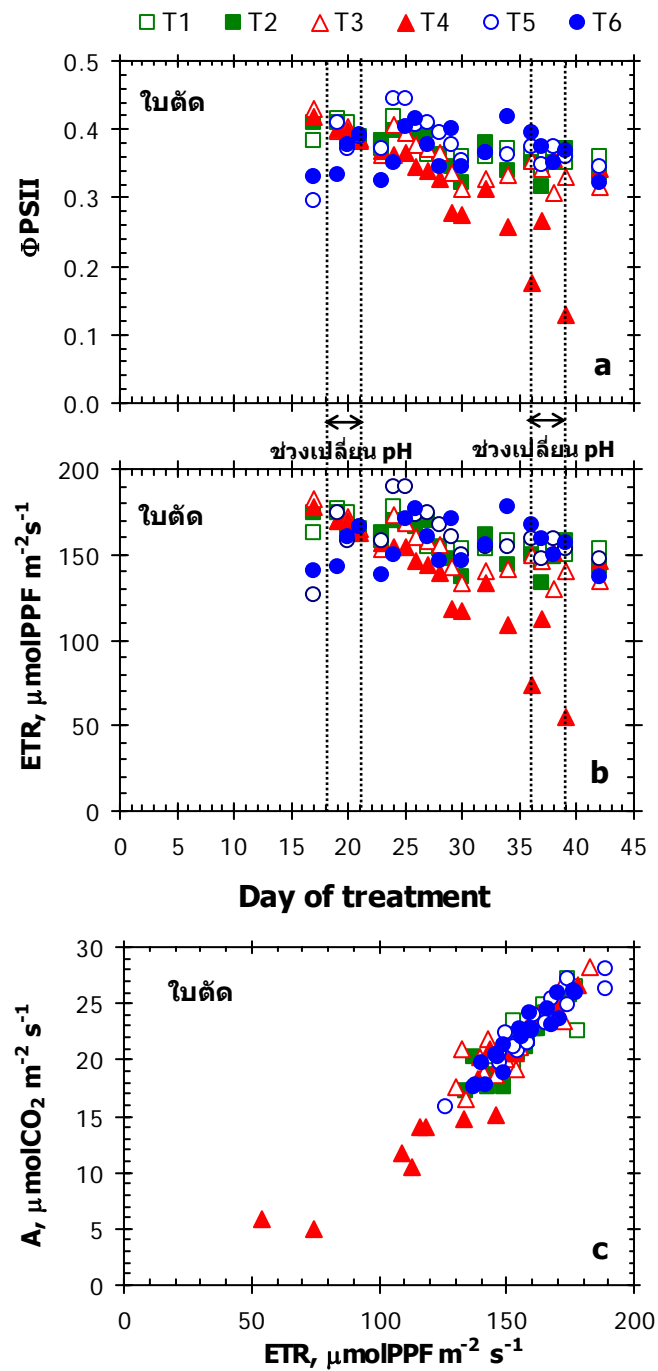 T1 T2 T3 T4 T5 T6
0.5
0.4
0.3
0.2
0.1
0.0
ΦPSII
ใบตัด
a
ช่วงเปลี่ยน pH ช่วงเปลี่ยน pH
200
150
100
50
0
ETR, μmolPPF m-2s-1
ใบตัด
b
0 5 10 15 20 25 30 35 40 45
Day of treatment
30
25
20
15
10
5
0
A, μmolCO2 m-2 s-1
ใบตัด
c
0 50 100 150 200
ETR, μmolPPF m-2 s-1